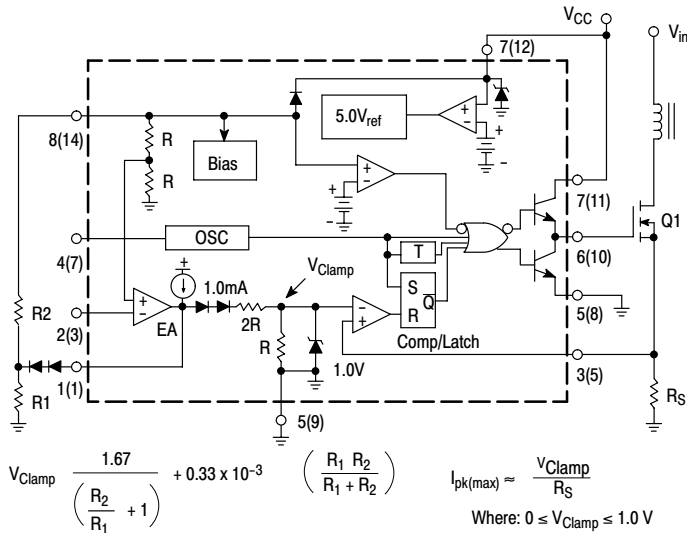 VCC
Vin
7(12)
5.0Vref
+
−
+
−
8(14)
R
Bias
R
+
−
+
−
7(11)
Q1
OSC
T
6(10)
4(7)
VClamp
+
1.0mA
S
Q̅
R
5(8)
R2
+
−
EA
2R
−
+
2(3)
R
Comp/Latch
1.0V
3(5)
1(1)
R1
RS
5(9)
VClamp 1.67 / (R2/R1 + 1) + 0.33 x 10−3 (R1 R2 / R1 + R2)
Ipk(max) ≈ VClamp / RS
Where: 0 ≤ VClamp ≤ 1.0 V